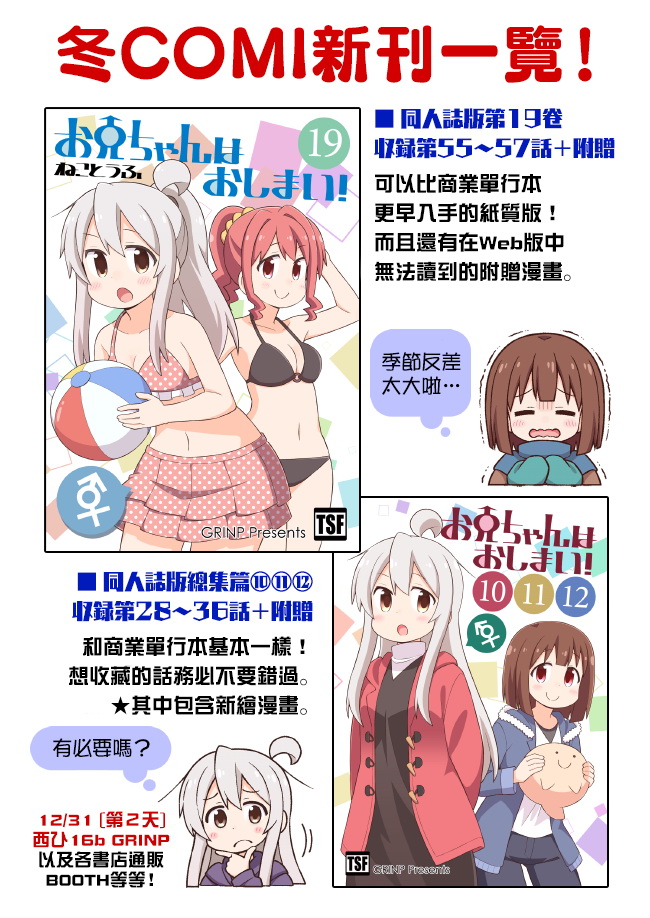 冬COMI新刊一覽!
お兄ちゃんは
おしまい!
ねことうふ
19
GRINP Presents
TSF
■ 同人誌版第19卷
收録第55～57話＋附贈
可以比商業單行本
更早入手的紙質版！
而且還有在Web版中
無法讀到的附贈漫畫。
季節反差
太大啦…
■ 同人誌版總集篇⑩⑪⑫
收録第28～36話＋附贈
和商業單行本基本一樣！
想收藏的話務必不要錯過。
★其中包含新繪漫畫。
有必要嗎？
12/31 [第2天]
西ひ16b GRINP
以及各書店通販
BOOTH等等!
お兄ちゃんは
おしまい!
10 11 12
TSF
GRINP Presents